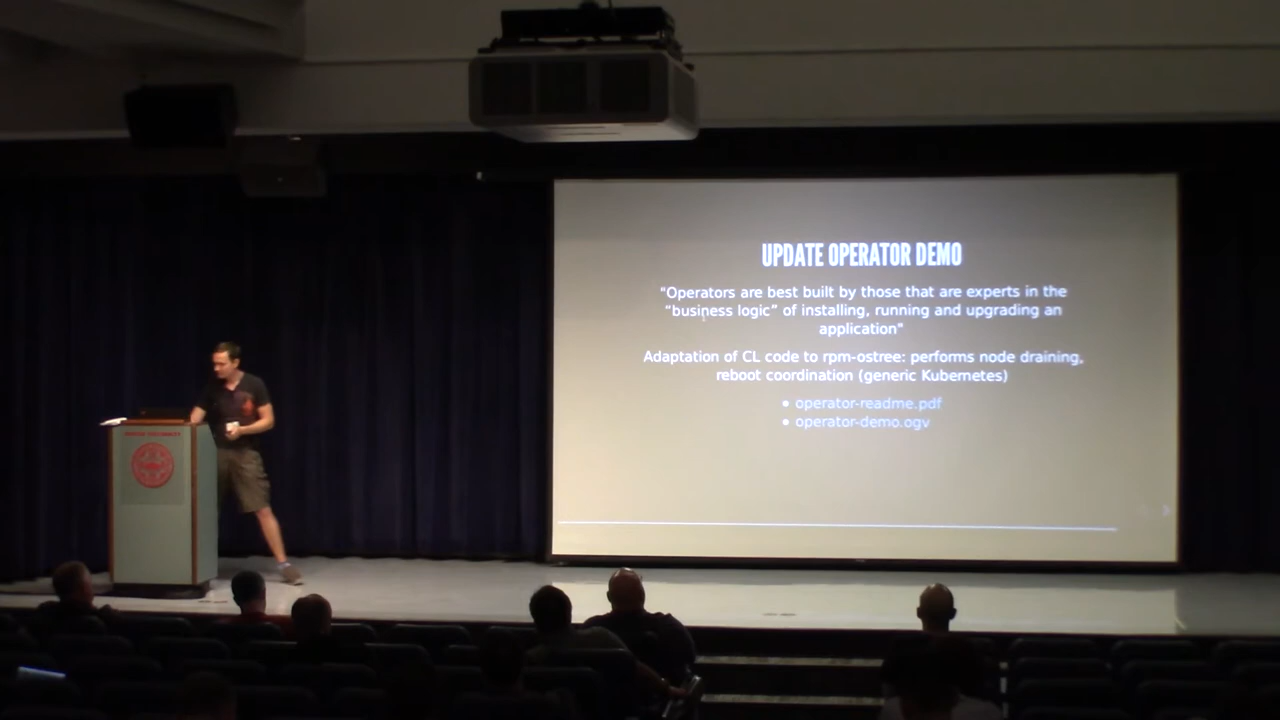 UPDATE OPERATOR DEMO
“Operators are best built by those that are experts in the
“business logic” of installing, running and upgrading an
application"
Adaptation of CL code to rpm-ostree: performs node draining,
reboot coordination (generic Kubernetes)
• operator-readme.pdf
• operator-demo.ogv